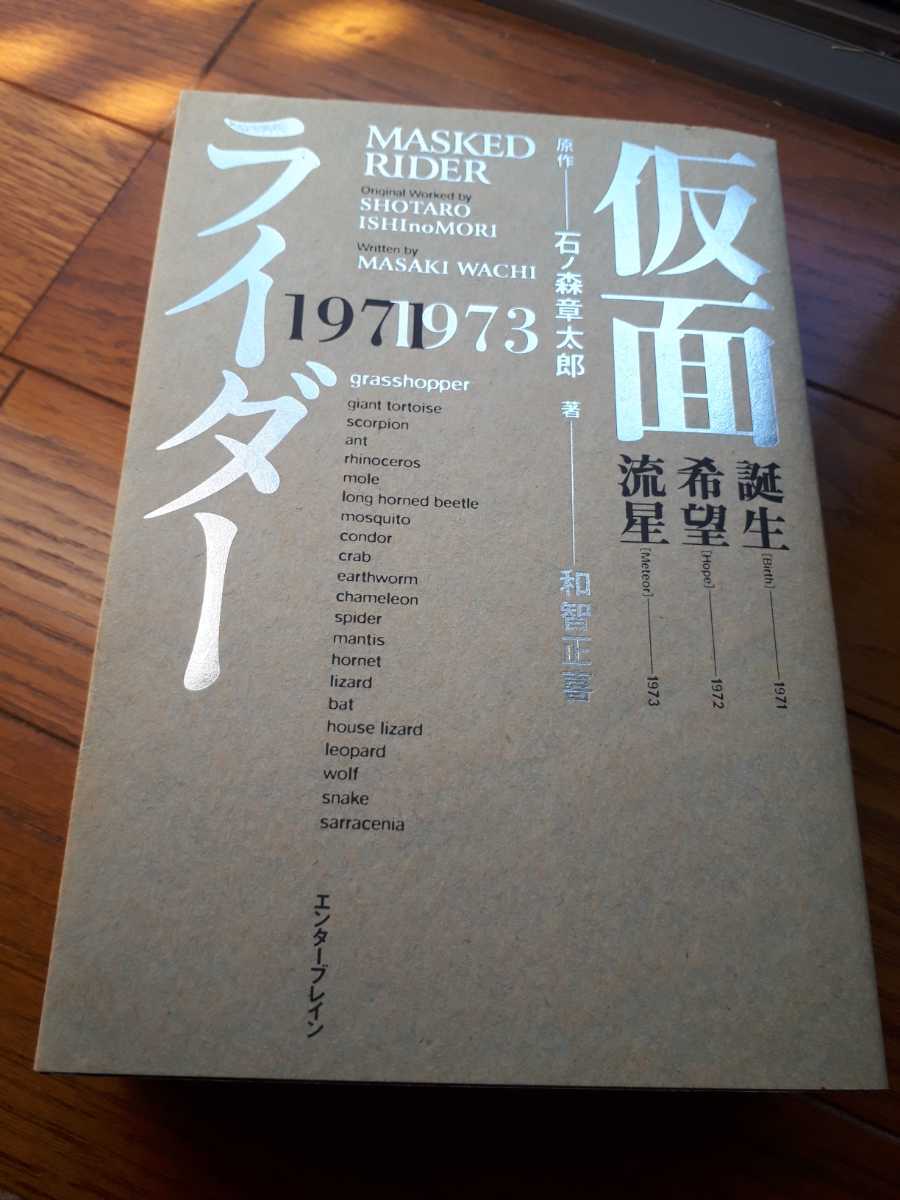 仮面
ライダー
誕生 [Birth] 1971
希望 [Hope] 1972
流星 [Meteor] 1973
原作 石ノ森章太郎 著 和智正喜
MASKED
RIDER
Original Worked by
SHOTARO
ISHInoMORI
Written by
MASAKI WACHI
1971 1973
grasshopper
giant tortoise
scorpion
ant
rhinoceros
mole
long horned beetle
mosquito
condor
crab
earthworm
chameleon
spider
mantis
hornet
lizard
bat
house lizard
leopard
wolf
snake
sarracenia
エンターブレイン